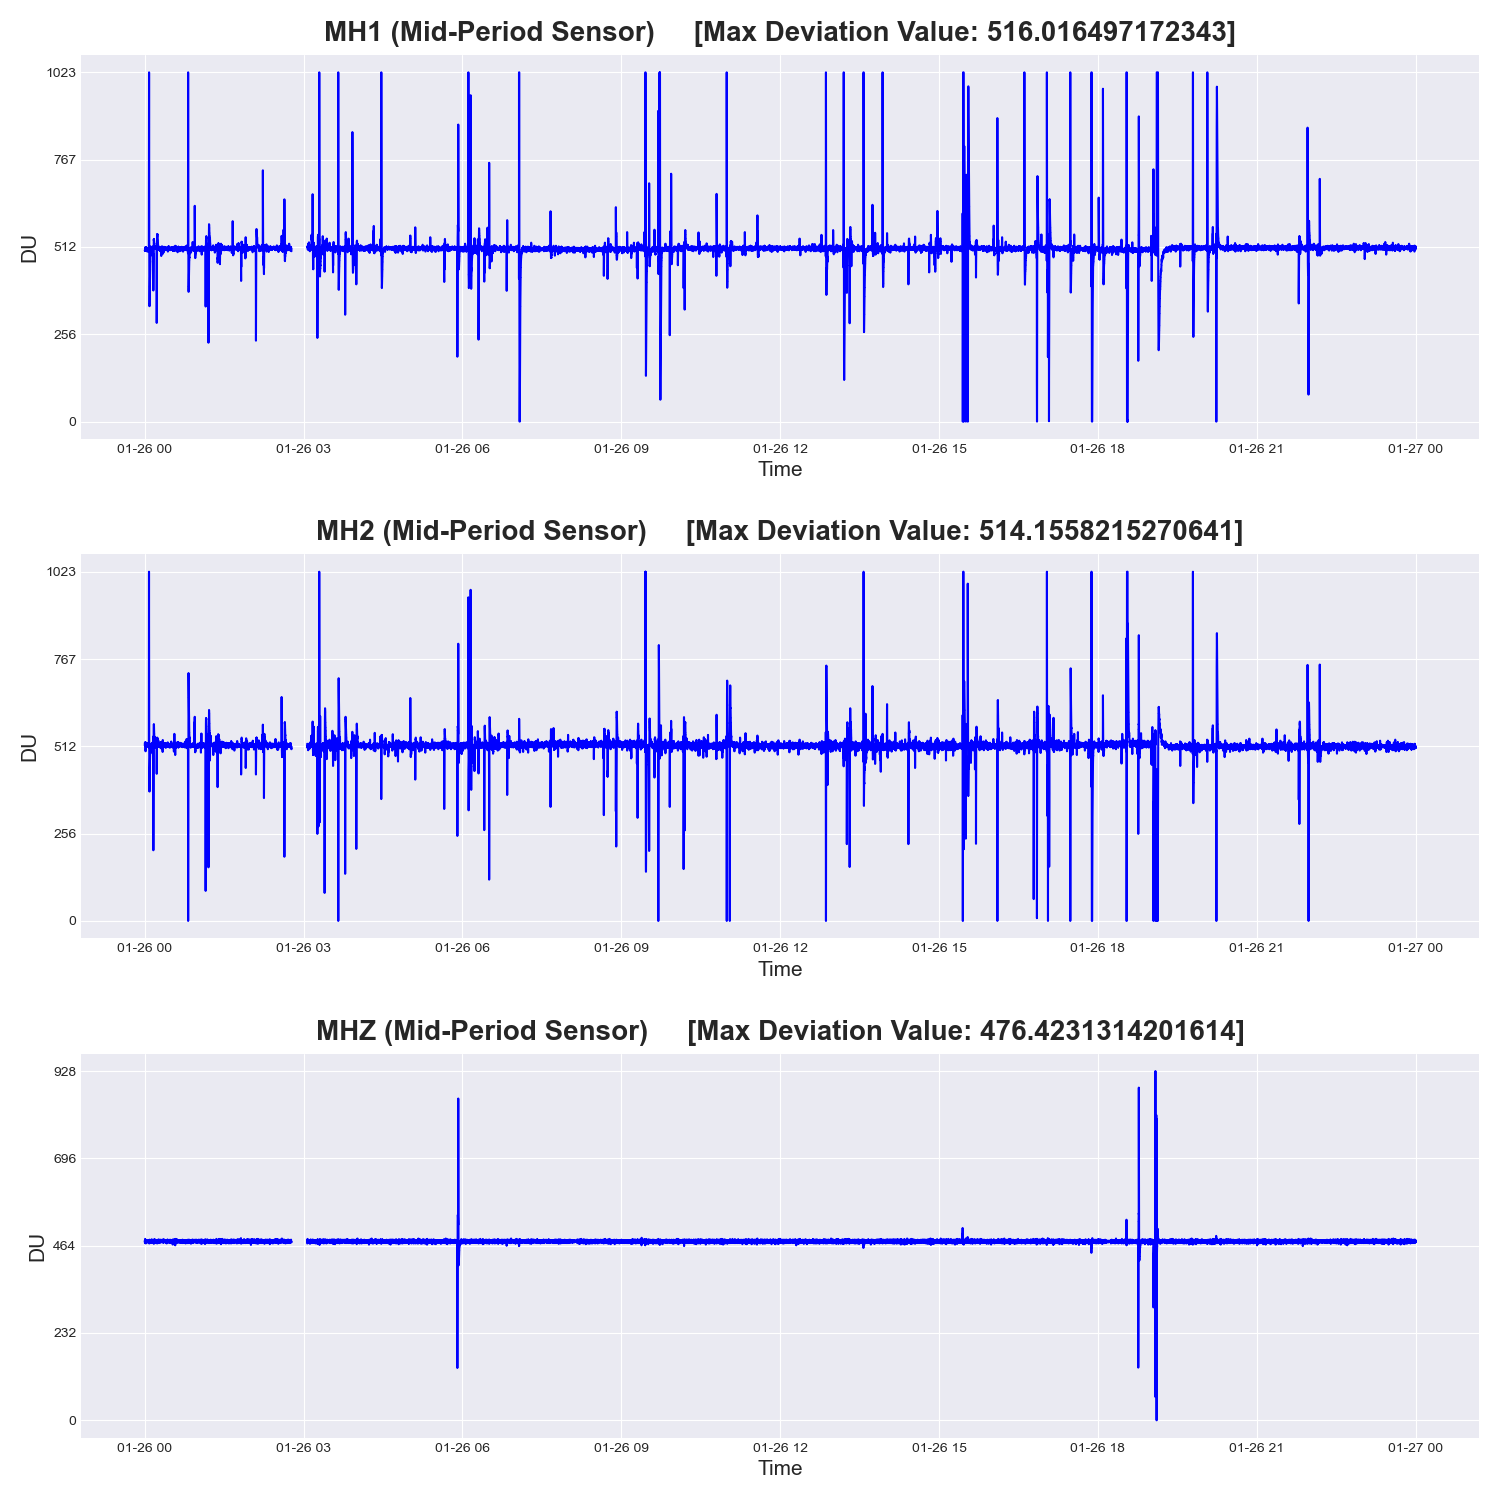 MH1 (Mid-Period Sensor) [Max Deviation Value: 516.016497172343]
1023
767
512
256
0
DU
01-26 00 01-26 03 01-26 06 01-26 09 01-26 12 01-26 15 01-26 18 01-26 21 01-27 00
Time
MH2 (Mid-Period Sensor) [Max Deviation Value: 514.1558215270641]
1023
767
512
256
0
DU
01-26 00 01-26 03 01-26 06 01-26 09 01-26 12 01-26 15 01-26 18 01-26 21 01-27 00
Time
MHZ (Mid-Period Sensor) [Max Deviation Value: 476.4231314201614]
928
696
464
232
0
DU
01-26 00 01-26 03 01-26 06 01-26 09 01-26 12 01-26 15 01-26 18 01-26 21 01-27 00
Time